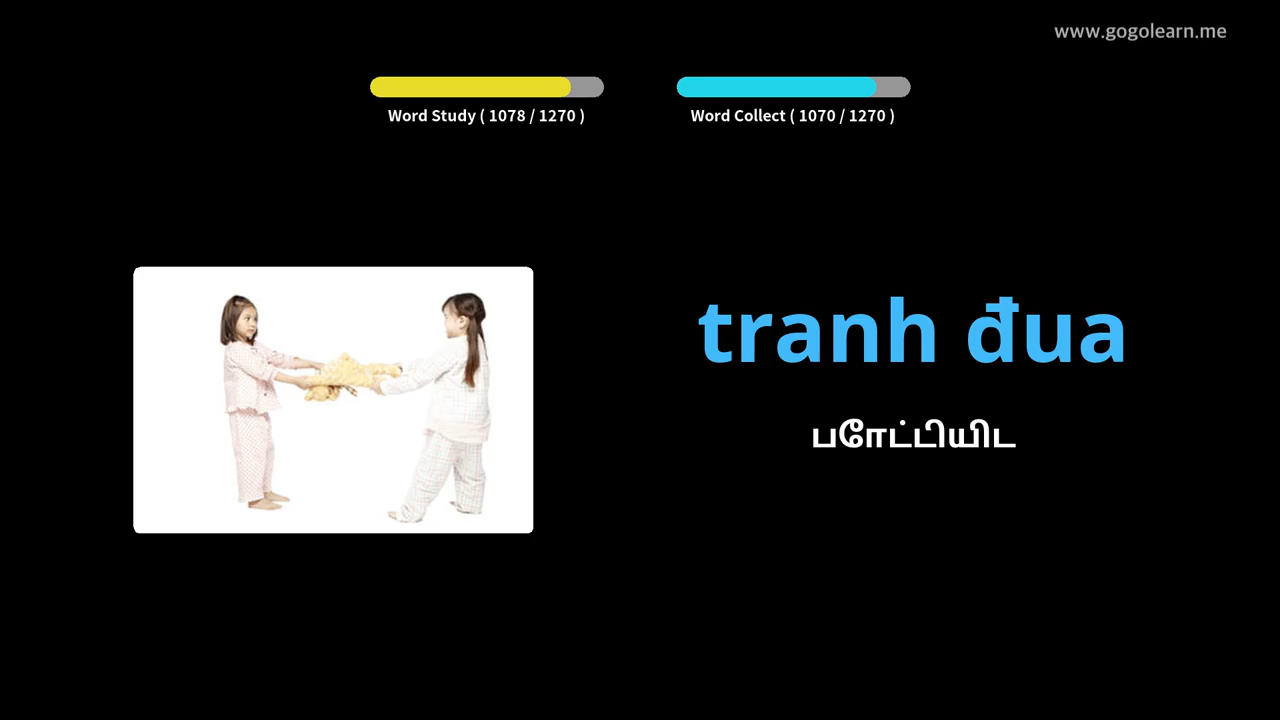 www.gogolearn.me
Word Study ( 1078 / 1270 )
Word Collect ( 1070 / 1270 )
tranh đua
போட்டியிட